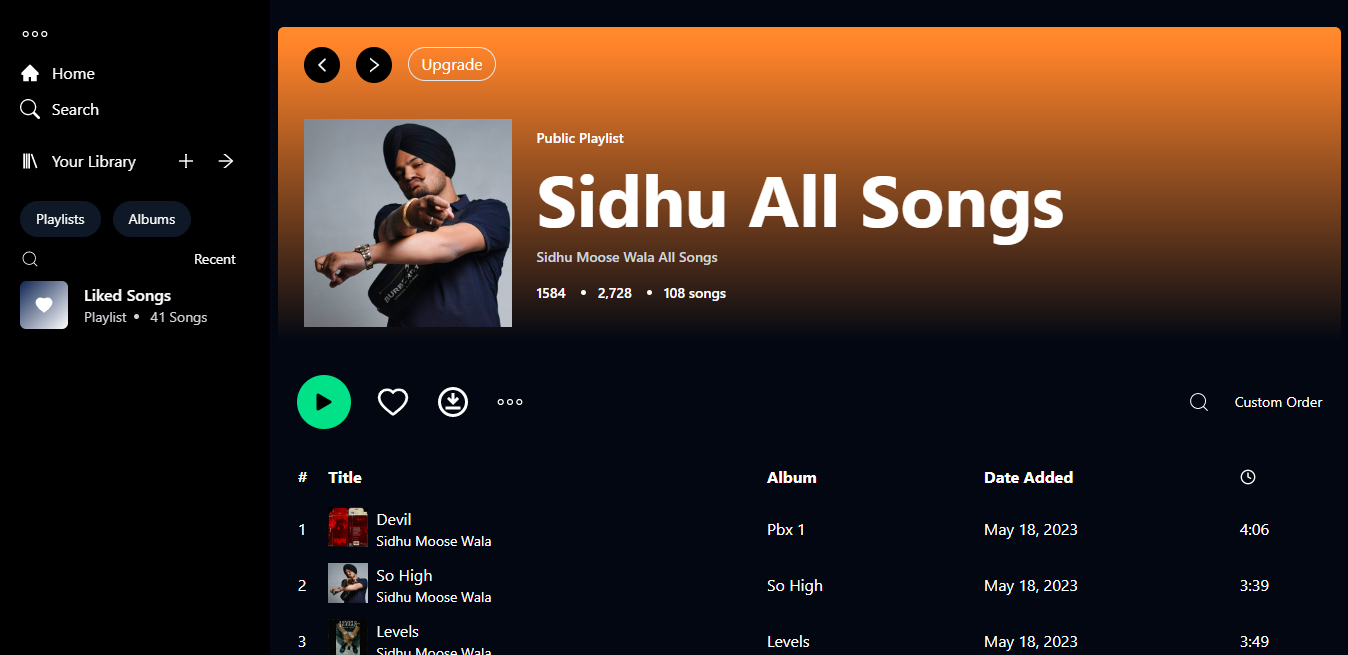 Home
Search
Your Library
Playlists
Albums
Recent
Liked Songs
Playlist • 41 Songs
Upgrade
Public Playlist
Sidhu All Songs
Sidhu Moose Wala All Songs
1584 • 2,728 • 108 songs
Custom Order
# Title Album Date Added
1 Devil Pbx 1 May 18, 2023 4:06
Sidhu Moose Wala
2 So High So High May 18, 2023 3:39
Sidhu Moose Wala
3 Levels Levels May 18, 2023 3:49
Sidhu Moose Wala